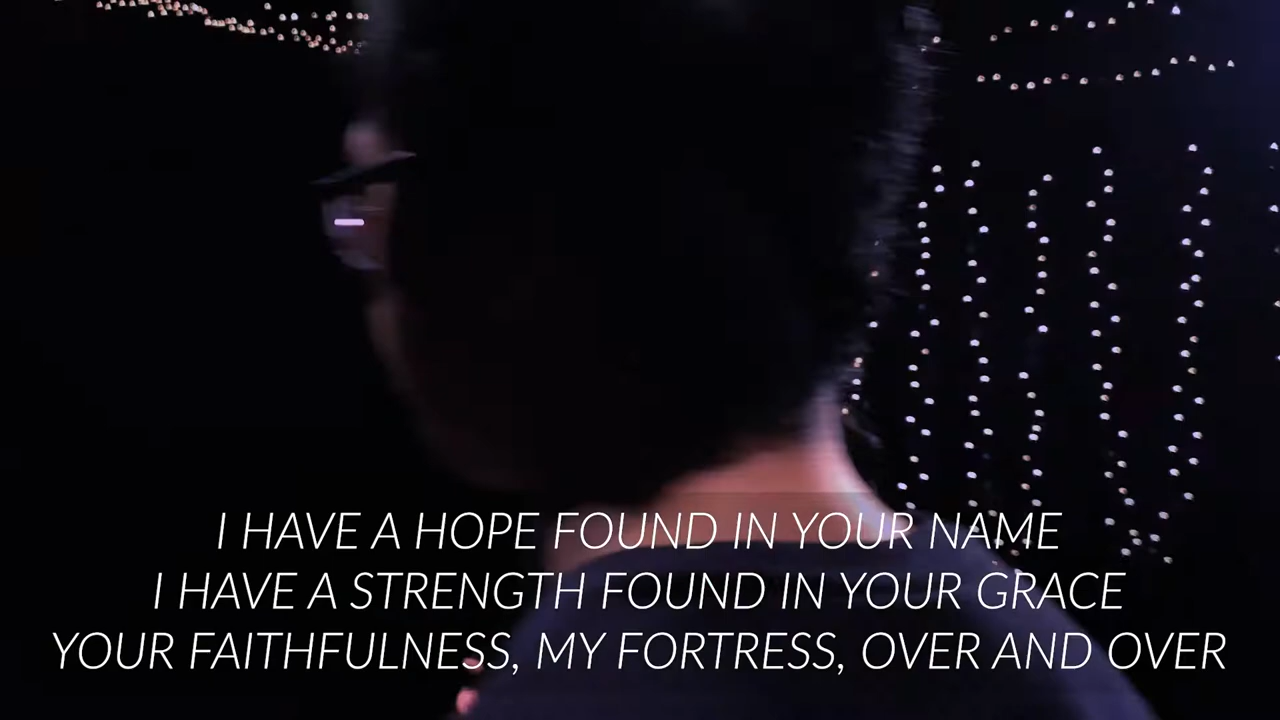 I HAVE A HOPE FOUND IN YOUR NAME
I HAVE A STRENGTH FOUND IN YOUR GRACE
YOUR FAITHFULNESS, MY FORTRESS, OVER AND OVER